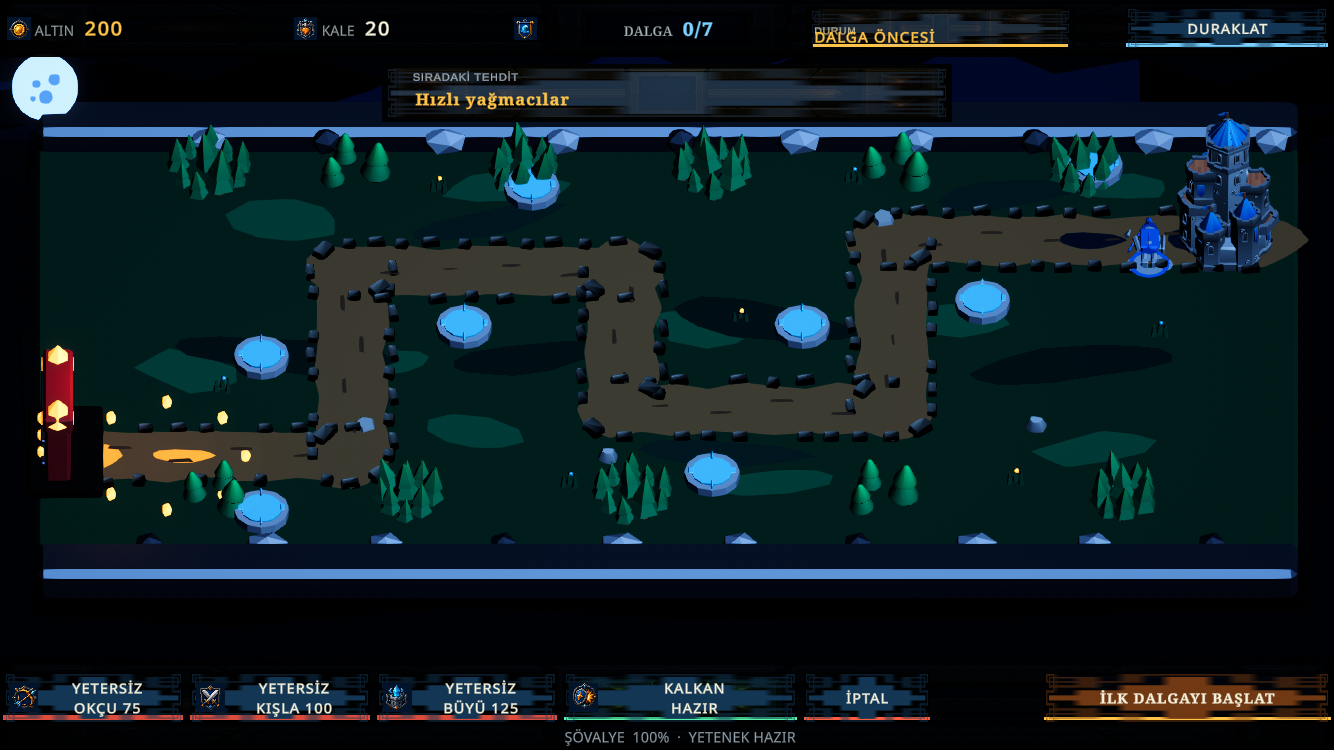 ALTIN 200
KALE 20
DALGA 0/7
DURUM
DALGA ÖNCESİ
DURAKLAT
SIRADAKİ TEHDİT
Hızlı yağmacılar
YETERSİZ
OKÇU 75
YETERSİZ
KIŞLA 100
YETERSİZ
BÜYÜ 125
KALKAN
HAZIR
İPTAL
İLK DALGAYI BAŞLAT
ŞÖVALYE 100% · YETENEK HAZIR